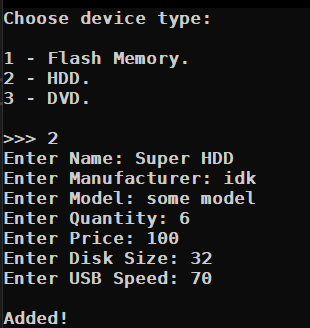 Choose device type:
1 - Flash Memory.
2 - HDD.
3 - DVD.
>>> 2
Enter Name: Super HDD
Enter Manufacturer: idk
Enter Model: some model
Enter Quantity: 6
Enter Price: 100
Enter Disk Size: 32
Enter USB Speed: 70
Added!